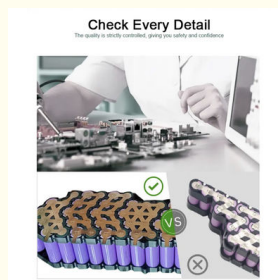 Check Every Detail
The quality is strictly controlled, giving you safety and confidence
VS